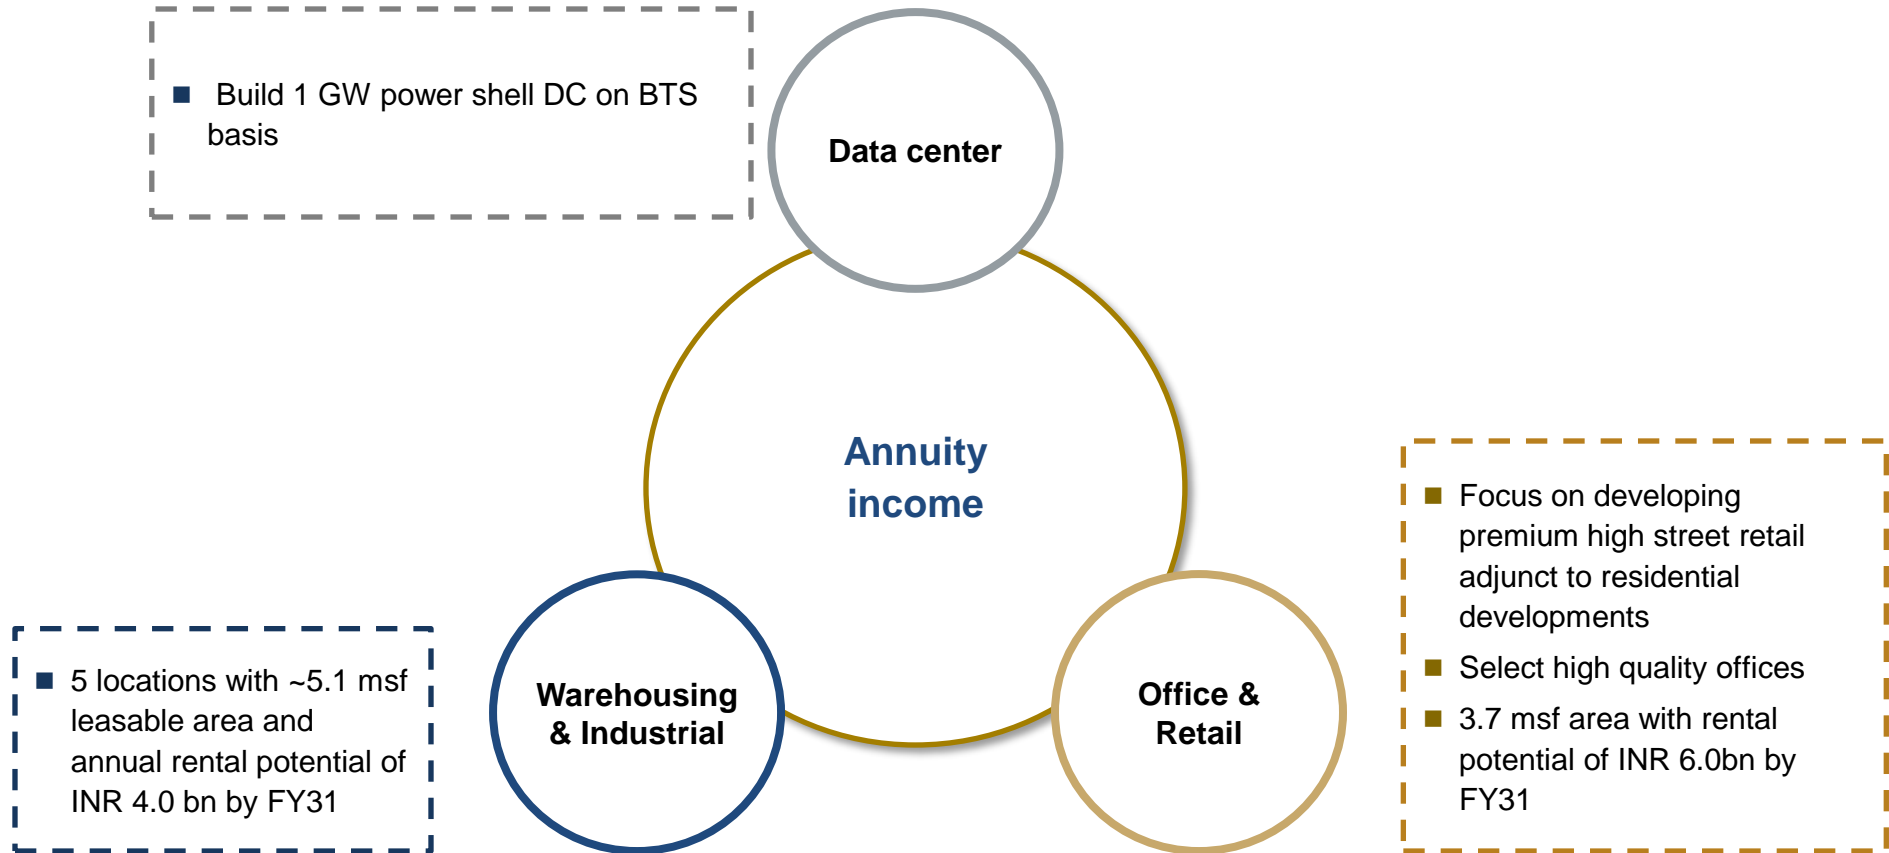 Build 1 GW power shell DC on BTS
basis
Data center
Annuity
income
Warehousing
& Industrial
5 locations with ~5.1 msf
leasable area and
annual rental potential of
INR 4.0 bn by FY31
Office &
Retail
Focus on developing
premium high street retail
adjunct to residential
developments
Select high quality offices
3.7 msf area with rental
potential of INR 6.0bn by
FY31